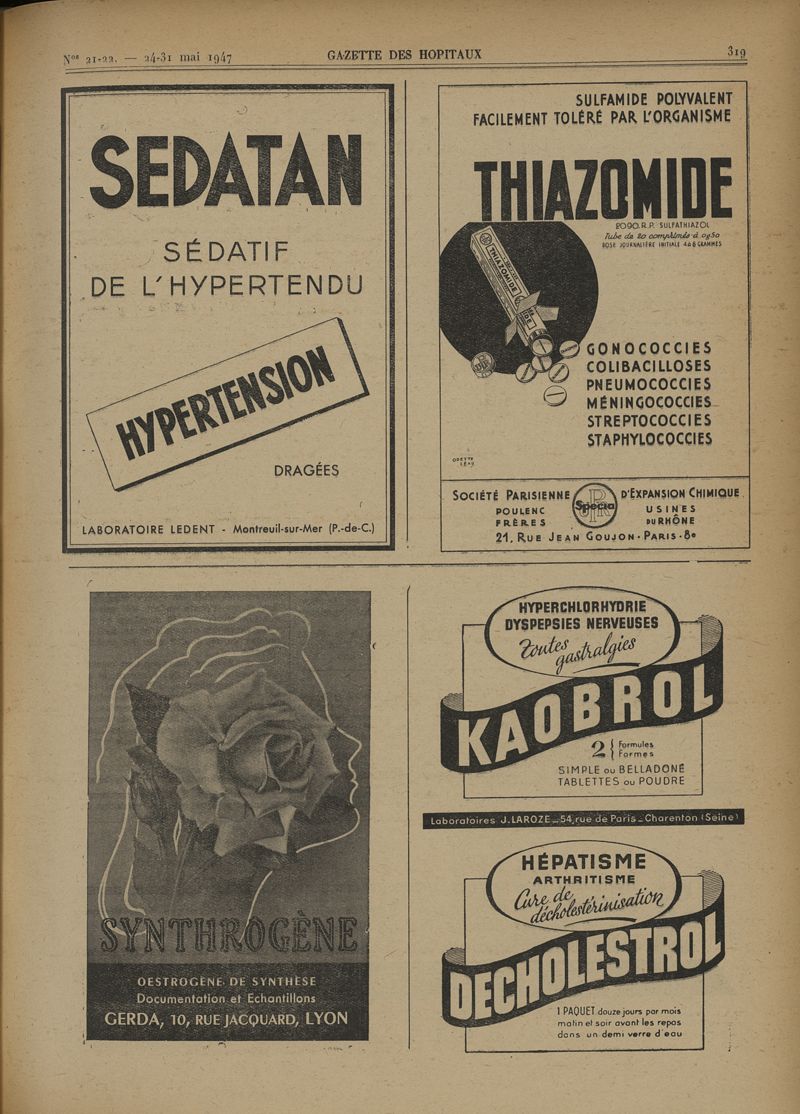 Nos 21-22. — 24-31 mai 1947
GAZETTE DES HOPITAUX
319
SEDATAN
SÉDATIF
DE L'HYPERTENDU
HYPERTENSION
DRAGÉES
LABORATOIRE LEDENT - Montreuil-sur-Mer (P.-de-C.)
SULFAMIDE POLYVALENT
FACILEMENT TOLÉRÉ PAR L'ORGANISME
THIAZOMIDE
2090.R.P. SULFATHIAZOL
Tube de 20 comprimés à 0g50
DOSE JOURNALIÈRE INITIALE 4 à 6 GRAMMES
THIAZOMIDE
GONOCOCCIES
COLIBACILLOSES
PNEUMOCOCCIES
MÉNINGOCOCCIES
STREPTOCOCCIES
STAPHYLOCOCCIES
ODETTE
SOCIÉTÉ PARISIENNE D'EXPANSION CHIMIQUE
Specia
POULENC FRÈRES
USINES DU RHÔNE
21, RUE JEAN GOUJON · PARIS · 8e
SYNTHROGÈNE
OESTROGÈNE DE SYNTHÈSE
Documentation et Echantillons
GERDA, 10, RUE JACQUARD, LYON
HYPERCHLORHYDRIE
DYSPEPSIES NERVEUSES
Toutes
gastralgies
KAOBROL
2 { Formules
Formes
SIMPLE ou BELLADONÉ
TABLETTES ou POUDRE
Laboratoires J. LAROZE _ 54, rue de Paris _ Charenton (Seine)
HÉPATISME
ARTHRITISME
Cure de
décholestérinisation
DECHOLESTROL
1 PAQUET douze jours par mois
matin et soir avant les repas
dans un demi verre d'eau